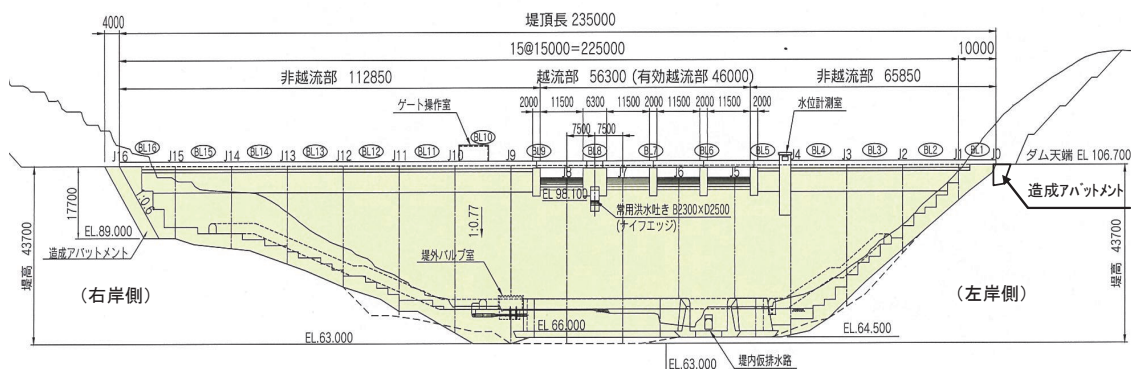 堤頂長 235000
4000
15@15000=225000
10000
非越流部 112850
越流部 56300 (有効越流部 46000)
非越流部 65850
2000
11500
6300
11500
2000
11500
2000
11500
2000
水位計測室
ゲート操作室
7500
7500
BL16
BL15
BL14
BL13
BL12
BL11
BL10
BL9
BL8
BL7
BL6
BL5
BL4
BL3
BL2
BL1
J16
J15
J14
J13
J12
J11
J10
J9
J8
J7
J6
J5
J4
J3
J2
J1
J0
ダム天端 EL 106.700
造成アバットメント
EL 98.100
常用洪水吐き B2300×D2500
(ナイフエッジ)
1:0.6
17700
EL.89.000
1:0.77
造成アバットメント
堤高 43700
堤外バルブ室
堤高 43700
(右岸側)
(左岸側)
EL 66.000
EL.64.500
EL.63.000
EL.63.000
堤内仮排水路